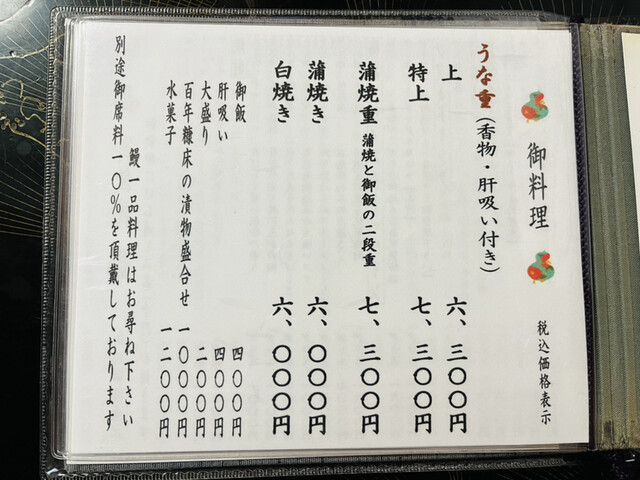 御料理
税込価格表示
うな重(香物・肝吸い付き)
上 六、三〇〇円
特上 七、三〇〇円
蒲焼重 蒲焼と御飯の二段重 七、三〇〇円
蒲焼き 六、〇〇〇円
白焼き 六、〇〇〇円
御飯 四〇〇円
肝吸い 四〇〇円
大盛り 二〇〇円
百年糠床の漬物盛合せ 一〇〇〇円
水菓子 一二〇〇円
鰻一品料理はお尋ね下さい
別途御席料一〇%を頂戴しております